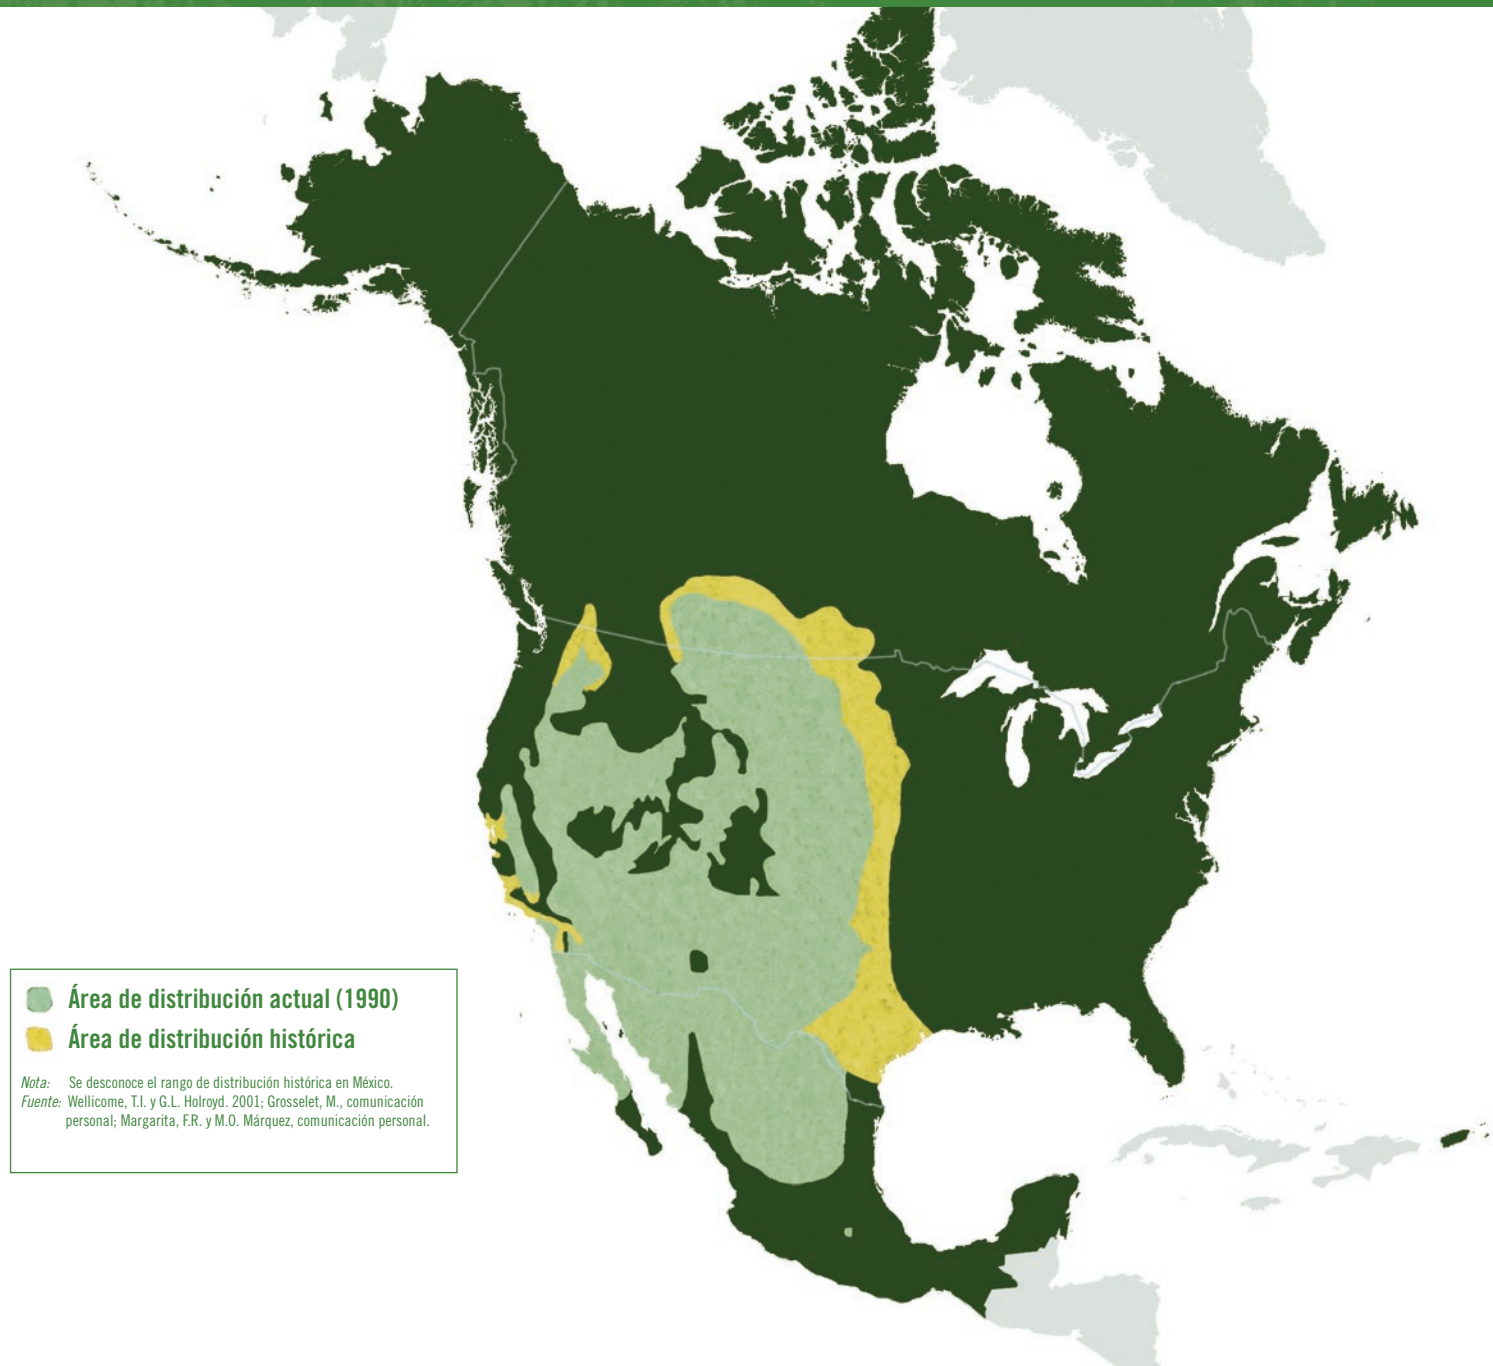 Área de distribución actual (1990)
Área de distribución histórica
Nota: Se desconoce el rango de distribución histórica en México.
Fuente: Wellicome, T.I. y G.L. Holroyd. 2001; Grosselet, M., comunicación
personal; Margarita, F.R. y M.O. Márquez, comunicación personal.